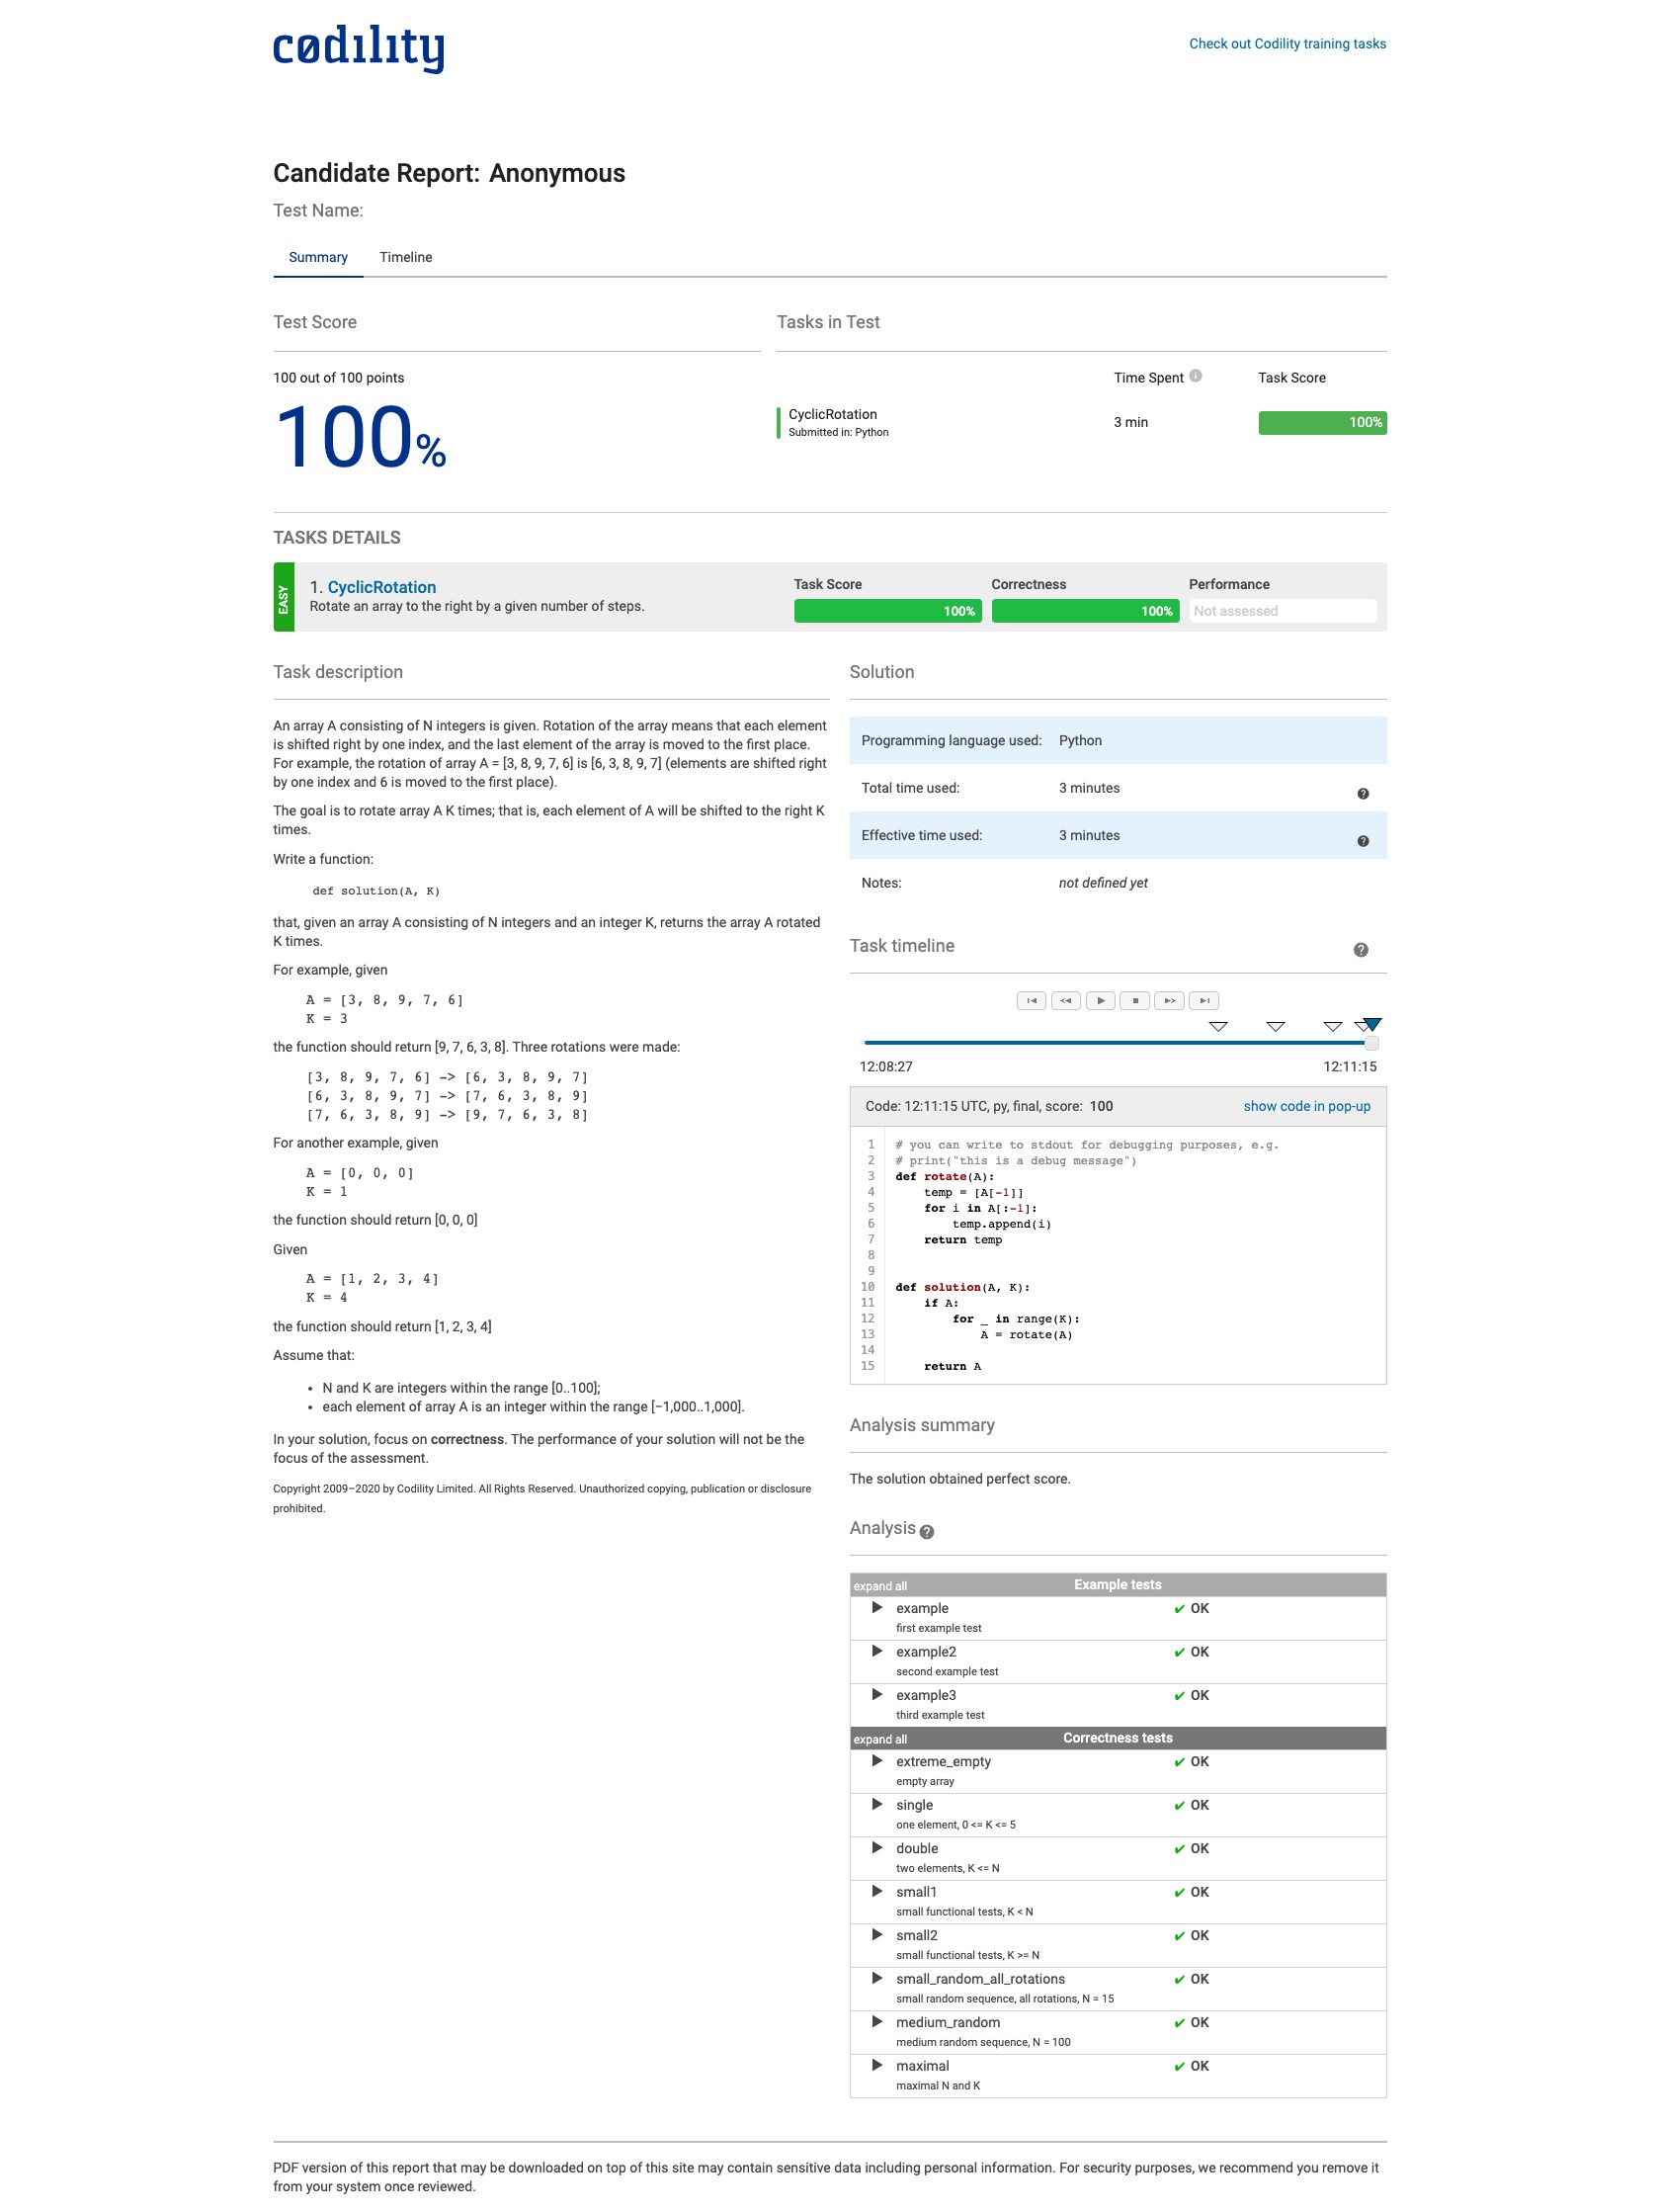 cødility
Check out Codility training tasks
Candidate Report: Anonymous
Test Name:
Summary Timeline
Test Score
100 out of 100 points
100%
Tasks in Test
Time Spent Task Score
CyclicRotation
Submitted in: Python
3 min
100%
TASKS DETAILS
EASY
1. CyclicRotation
Rotate an array to the right by a given number of steps.
Task Score
100%
Correctness
100%
Performance
Not assessed
Task description
An array A consisting of N integers is given. Rotation of the array means that each element
is shifted right by one index, and the last element of the array is moved to the first place.
For example, the rotation of array A = [3, 8, 9, 7, 6] is [6, 3, 8, 9, 7] (elements are shifted right
by one index and 6 is moved to the first place).
The goal is to rotate array A K times; that is, each element of A will be shifted to the right K
times.
Write a function:
def solution(A, K)
that, given an array A consisting of N integers and an integer K, returns the array A rotated
K times.
For example, given
A = [3, 8, 9, 7, 6]
K = 3
the function should return [9, 7, 6, 3, 8]. Three rotations were made:
[3, 8, 9, 7, 6] -> [6, 3, 8, 9, 7]
[6, 3, 8, 9, 7] -> [7, 6, 3, 8, 9]
[7, 6, 3, 8, 9] -> [9, 7, 6, 3, 8]
For another example, given
A = [0, 0, 0]
K = 1
the function should return [0, 0, 0]
Given
A = [1, 2, 3, 4]
K = 4
the function should return [1, 2, 3, 4]
Assume that:
• N and K are integers within the range [0..100];
• each element of array A is an integer within the range [−1,000..1,000].
In your solution, focus on correctness. The performance of your solution will not be the
focus of the assessment.
Copyright 2009–2020 by Codility Limited. All Rights Reserved. Unauthorized copying, publication or disclosure
prohibited.
Solution
Programming language used: Python
Total time used: 3 minutes
Effective time used: 3 minutes
Notes: not defined yet
Task timeline
12:08:27 12:11:15
Code: 12:11:15 UTC, py, final, score: 100
show code in pop-up
1 # you can write to stdout for debugging purposes, e.g.
2 # print("this is a debug message")
3 def rotate(A):
4     temp = [A[-1]]
5     for i in A[:-1]:
6         temp.append(i)
7     return temp
8
9
10 def solution(A, K):
11     if A:
12         for _ in range(K):
13             A = rotate(A)
14
15     return A
Analysis summary
The solution obtained perfect score.
Analysis
expand all Example tests
example ✔ OK
first example test
example2 ✔ OK
second example test
example3 ✔ OK
third example test
expand all Correctness tests
extreme_empty ✔ OK
empty array
single ✔ OK
one element, 0 <= K <= 5
double ✔ OK
two elements, K <= N
small1 ✔ OK
small functional tests, K < N
small2 ✔ OK
small functional tests, K >= N
small_random_all_rotations ✔ OK
small random sequence, all rotations, N = 15
medium_random ✔ OK
medium random sequence, N = 100
maximal ✔ OK
maximal N and K
PDF version of this report that may be downloaded on top of this site may contain sensitive data including personal information. For security purposes, we recommend you remove it
from your system once reviewed.